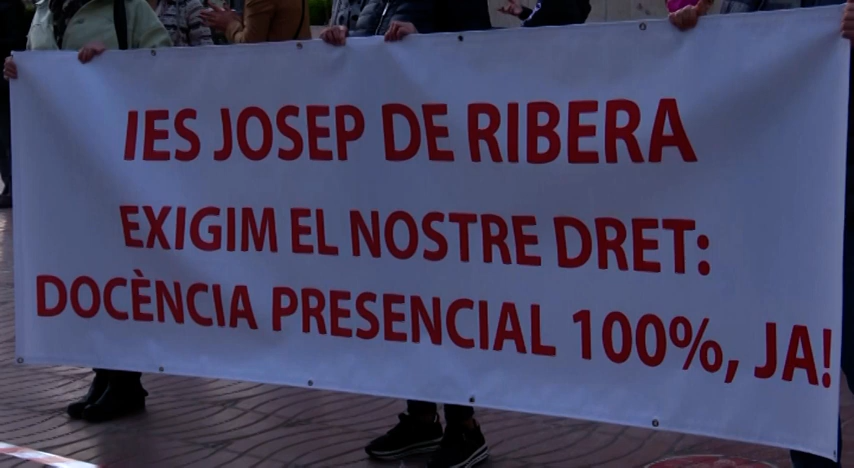 IES JOSEP DE RIBERA
EXIGIM EL NOSTRE DRET:
DOCÈNCIA PRESENCIAL 100%, JA!